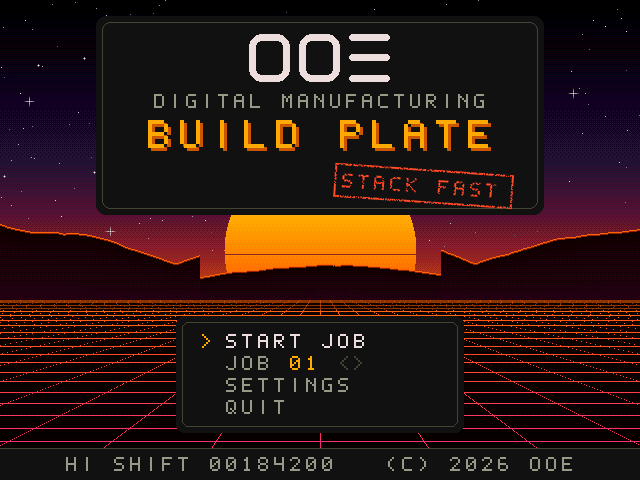 OOE
DIGITAL MANUFACTURING
BUILD PLATE
STACK FAST
> START JOB
JOB 01 <>
SETTINGS
QUIT
HI SHIFT 00184200 (C) 2026 OOE